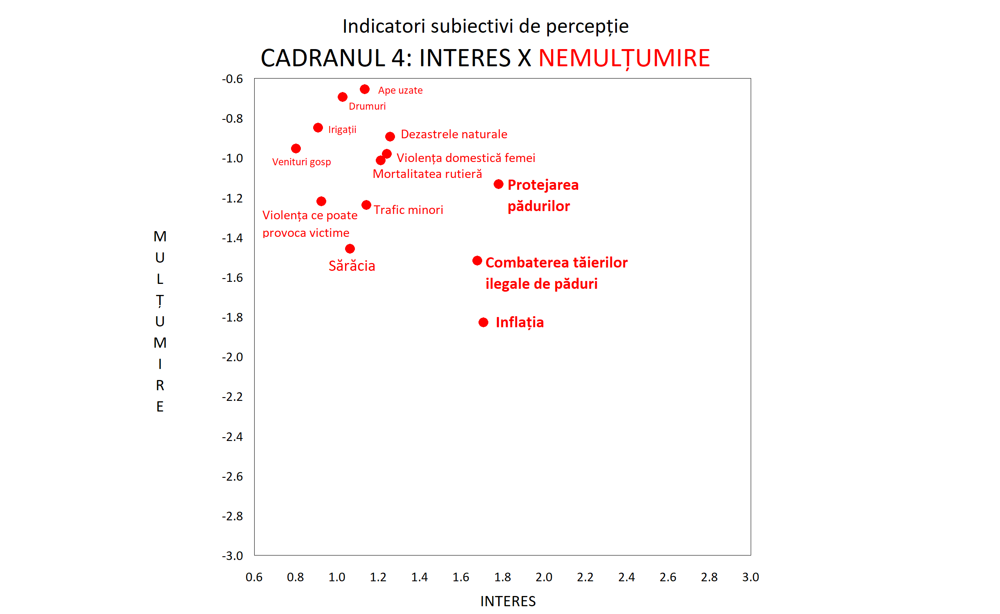 Indicatori subiectivi de percepție
CADRANUL 4: INTERES X NEMULȚUMIRE
-0.6
-0.8
-1.0
-1.2
-1.4
-1.6
-1.8
-2.0
-2.2
-2.4
-2.6
-2.8
-3.0
M
U
L
Ț
U
M
I
R
E
Ape uzate
Drumuri
Irigații
Dezastrele naturale
Venituri gosp
Violența domestică femei
Mortalitatea rutieră
Protejarea
pădurilor
Trafic minori
Violența ce poate
provoca victime
Sărăcia
Combaterea tăierilor
ilegale de păduri
Inflația
0.6 0.8 1.0 1.2 1.4 1.6 1.8 2.0 2.2 2.4 2.6 2.8 3.0
INTERES